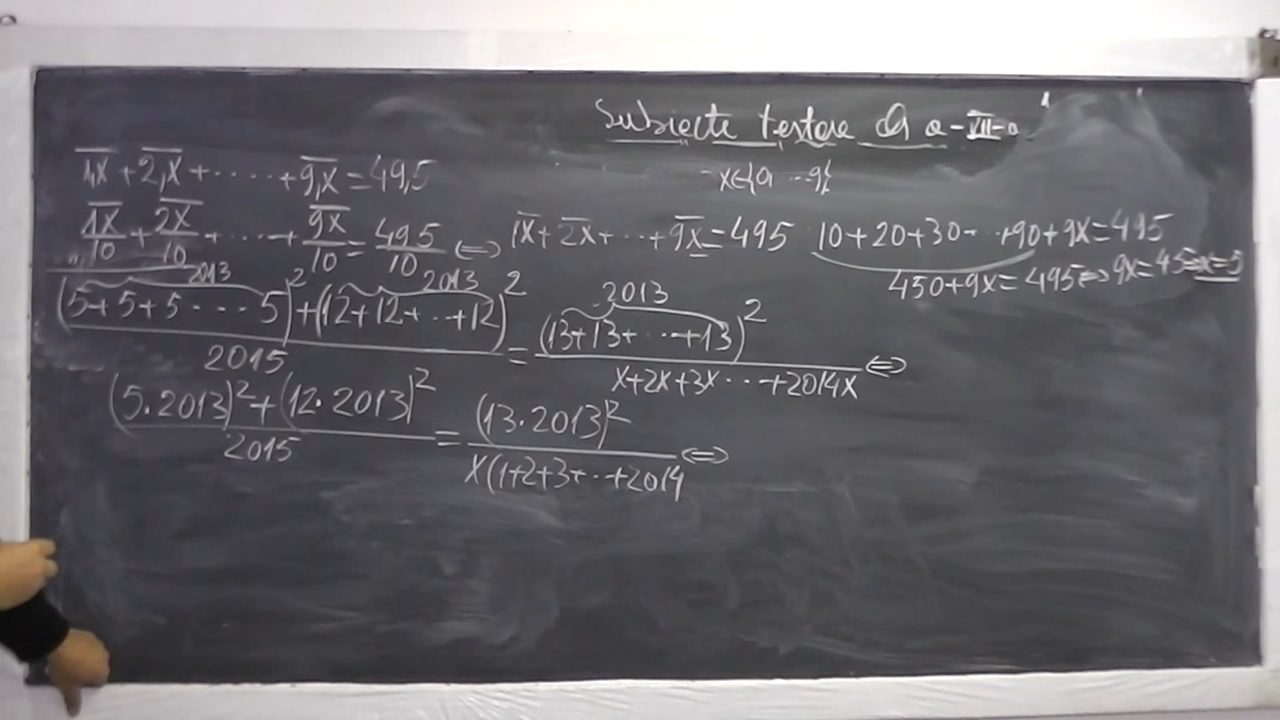 Subiecte testare a VII-a
x∈{0 ... 9}
1,x̅ + 2,x̅ + ..... + 9,x̅ = 49,5
1x̅/10 + 2x̅/10 + ... + 9x̅/10 = 495/10 ⇔ 1x̅ + 2x̅ + ... + 9x̅ = 495 10+20+30+...+90+9x=495
450+9x=495⇔9x=45⇒x=5
((5+5+5....5)² + (12+12+...+12)²)/2015 = (13+13+...+13)²/(x+2x+3x...+2014x) ⇔
2013 2013 2013
((5·2013)²+(12·2013)²)/2015 = (13·2013)²/(x(1+2+3+...+2014 ⇔